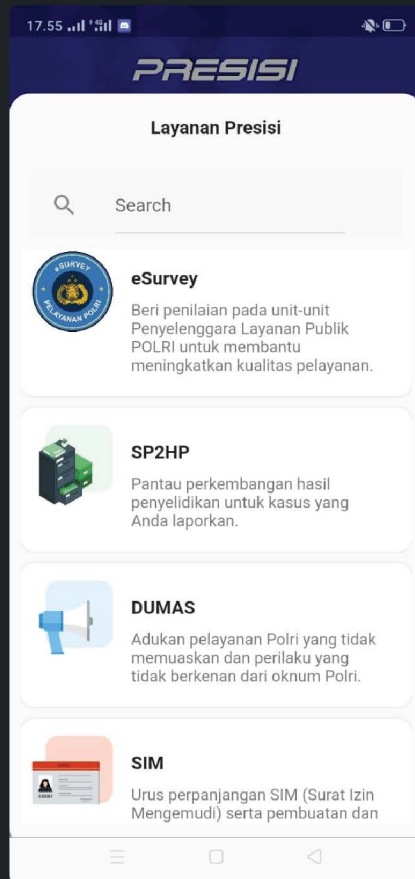 17.55
PRESISI
Layanan Presisi
Search
eSURVEY
PELAYANAN POLRI
eSurvey
Beri penilaian pada unit-unit
Penyelenggara Layanan Publik
POLRI untuk membantu
meningkatkan kualitas pelayanan.
SP2HP
Pantau perkembangan hasil
penyelidikan untuk kasus yang
Anda laporkan.
DUMAS
Adukan pelayanan Polri yang tidak
memuaskan dan perilaku yang
tidak berkenan dari oknum Polri.
SIM
Urus perpanjangan SIM (Surat Izin
Mengemudi) serta pembuatan dan